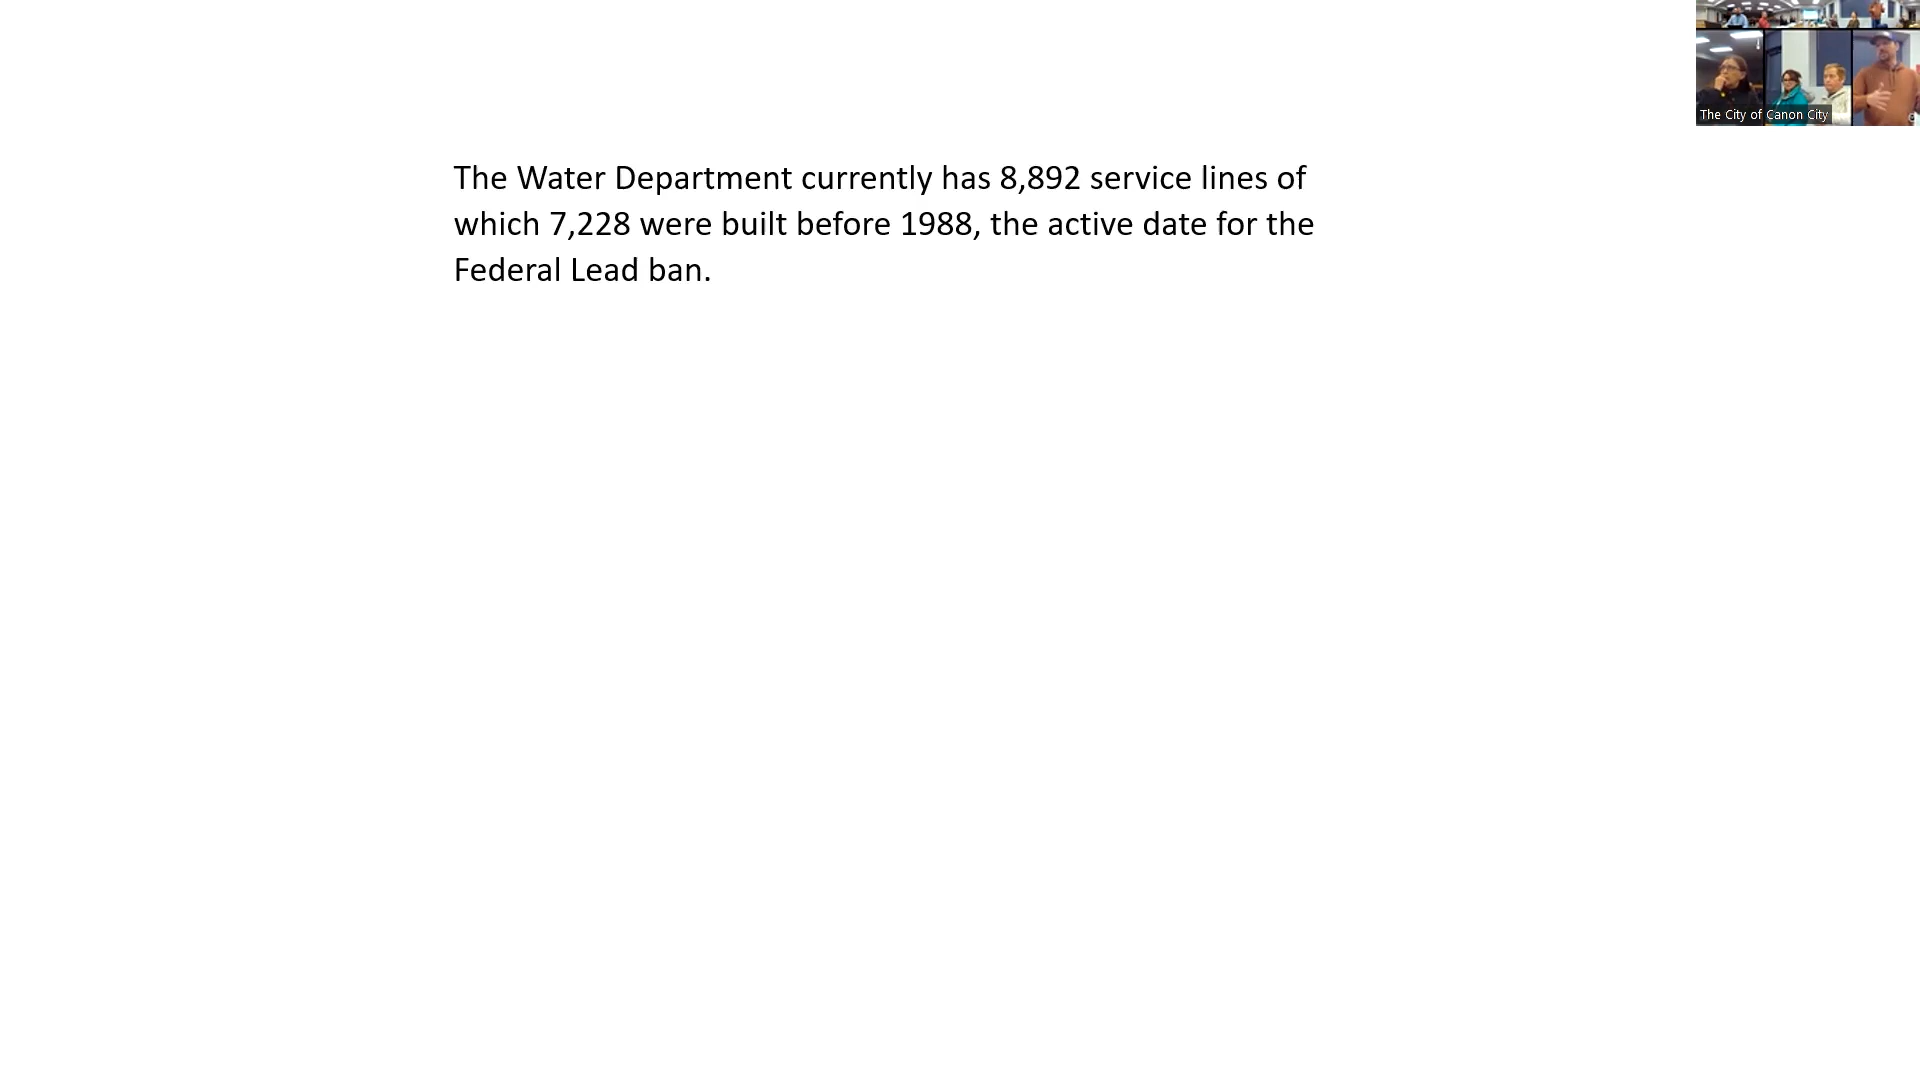 The City of Canon City
The Water Department currently has 8,892 service lines of
which 7,228 were built before 1988, the active date for the
Federal Lead ban.